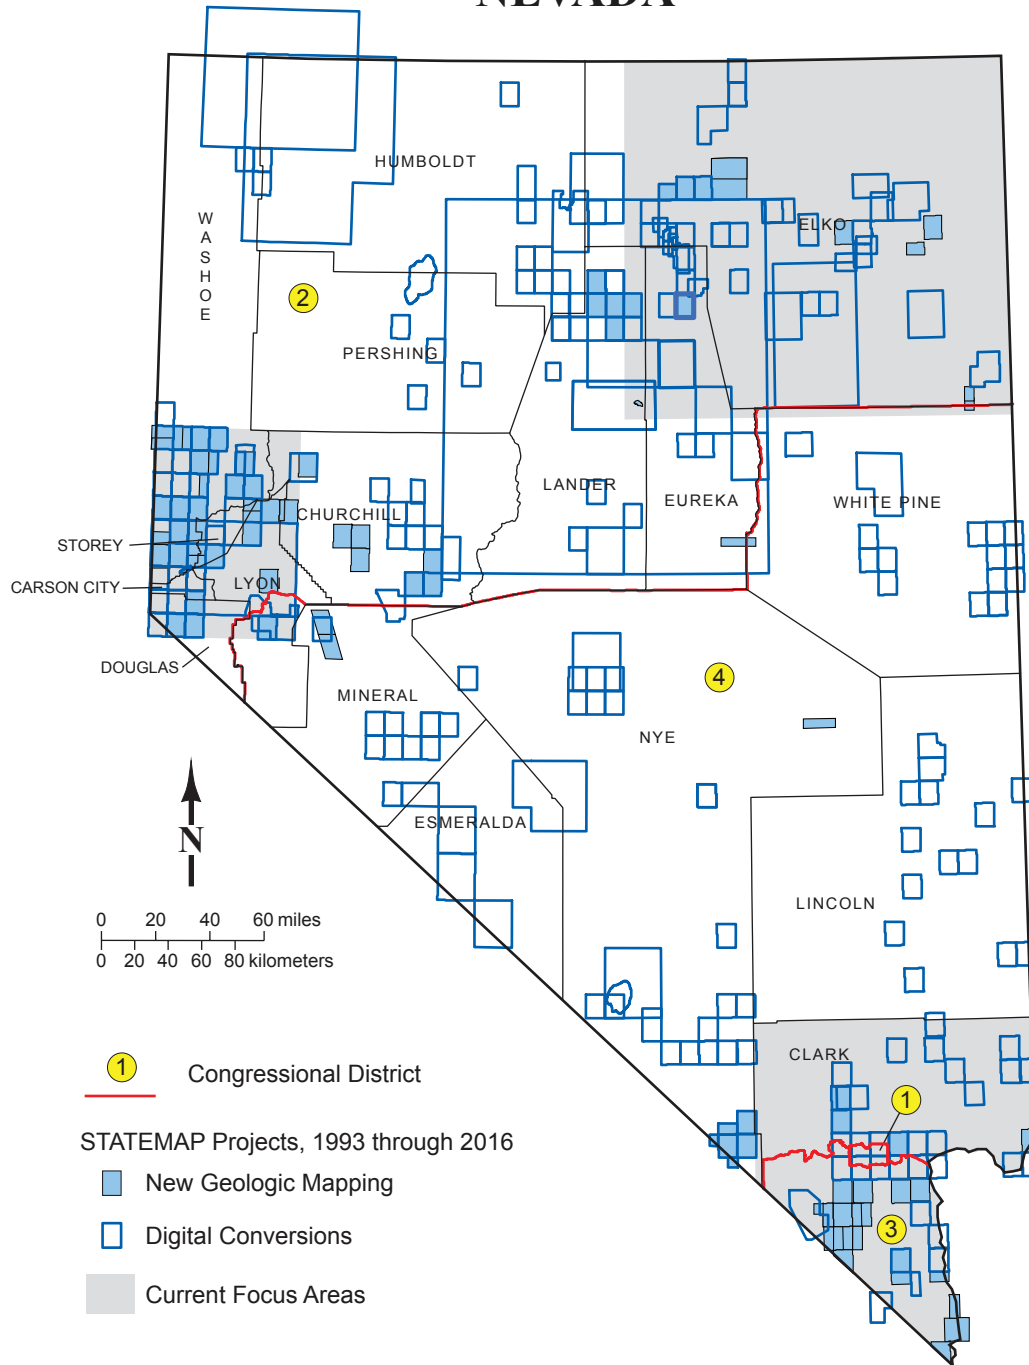 NEVADA
HUMBOLDT
ELKO
WASHOE
2
PERSHING
LANDER
EUREKA
WHITE PINE
CHURCHILL
STOREY
CARSON CITY
LYON
DOUGLAS
4
MINERAL
NYE
ESMERALDA
N
LINCOLN
0 20 40 60 miles
0 20 40 60 80 kilometers
CLARK
1
1 Congressional District
3
STATEMAP Projects, 1993 through 2016
New Geologic Mapping
Digital Conversions
Current Focus Areas